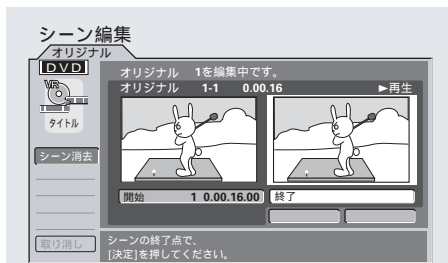 シーン編集
オリジナル
DVD
オリジナル 1を編集中です。
オリジナル 1-1 0.00.16 ►再生
VR
タイトル
シーン消去
開始 1 0.00.16.00
終了
取り消し
シーンの終了点で、
[決定]を押してください。